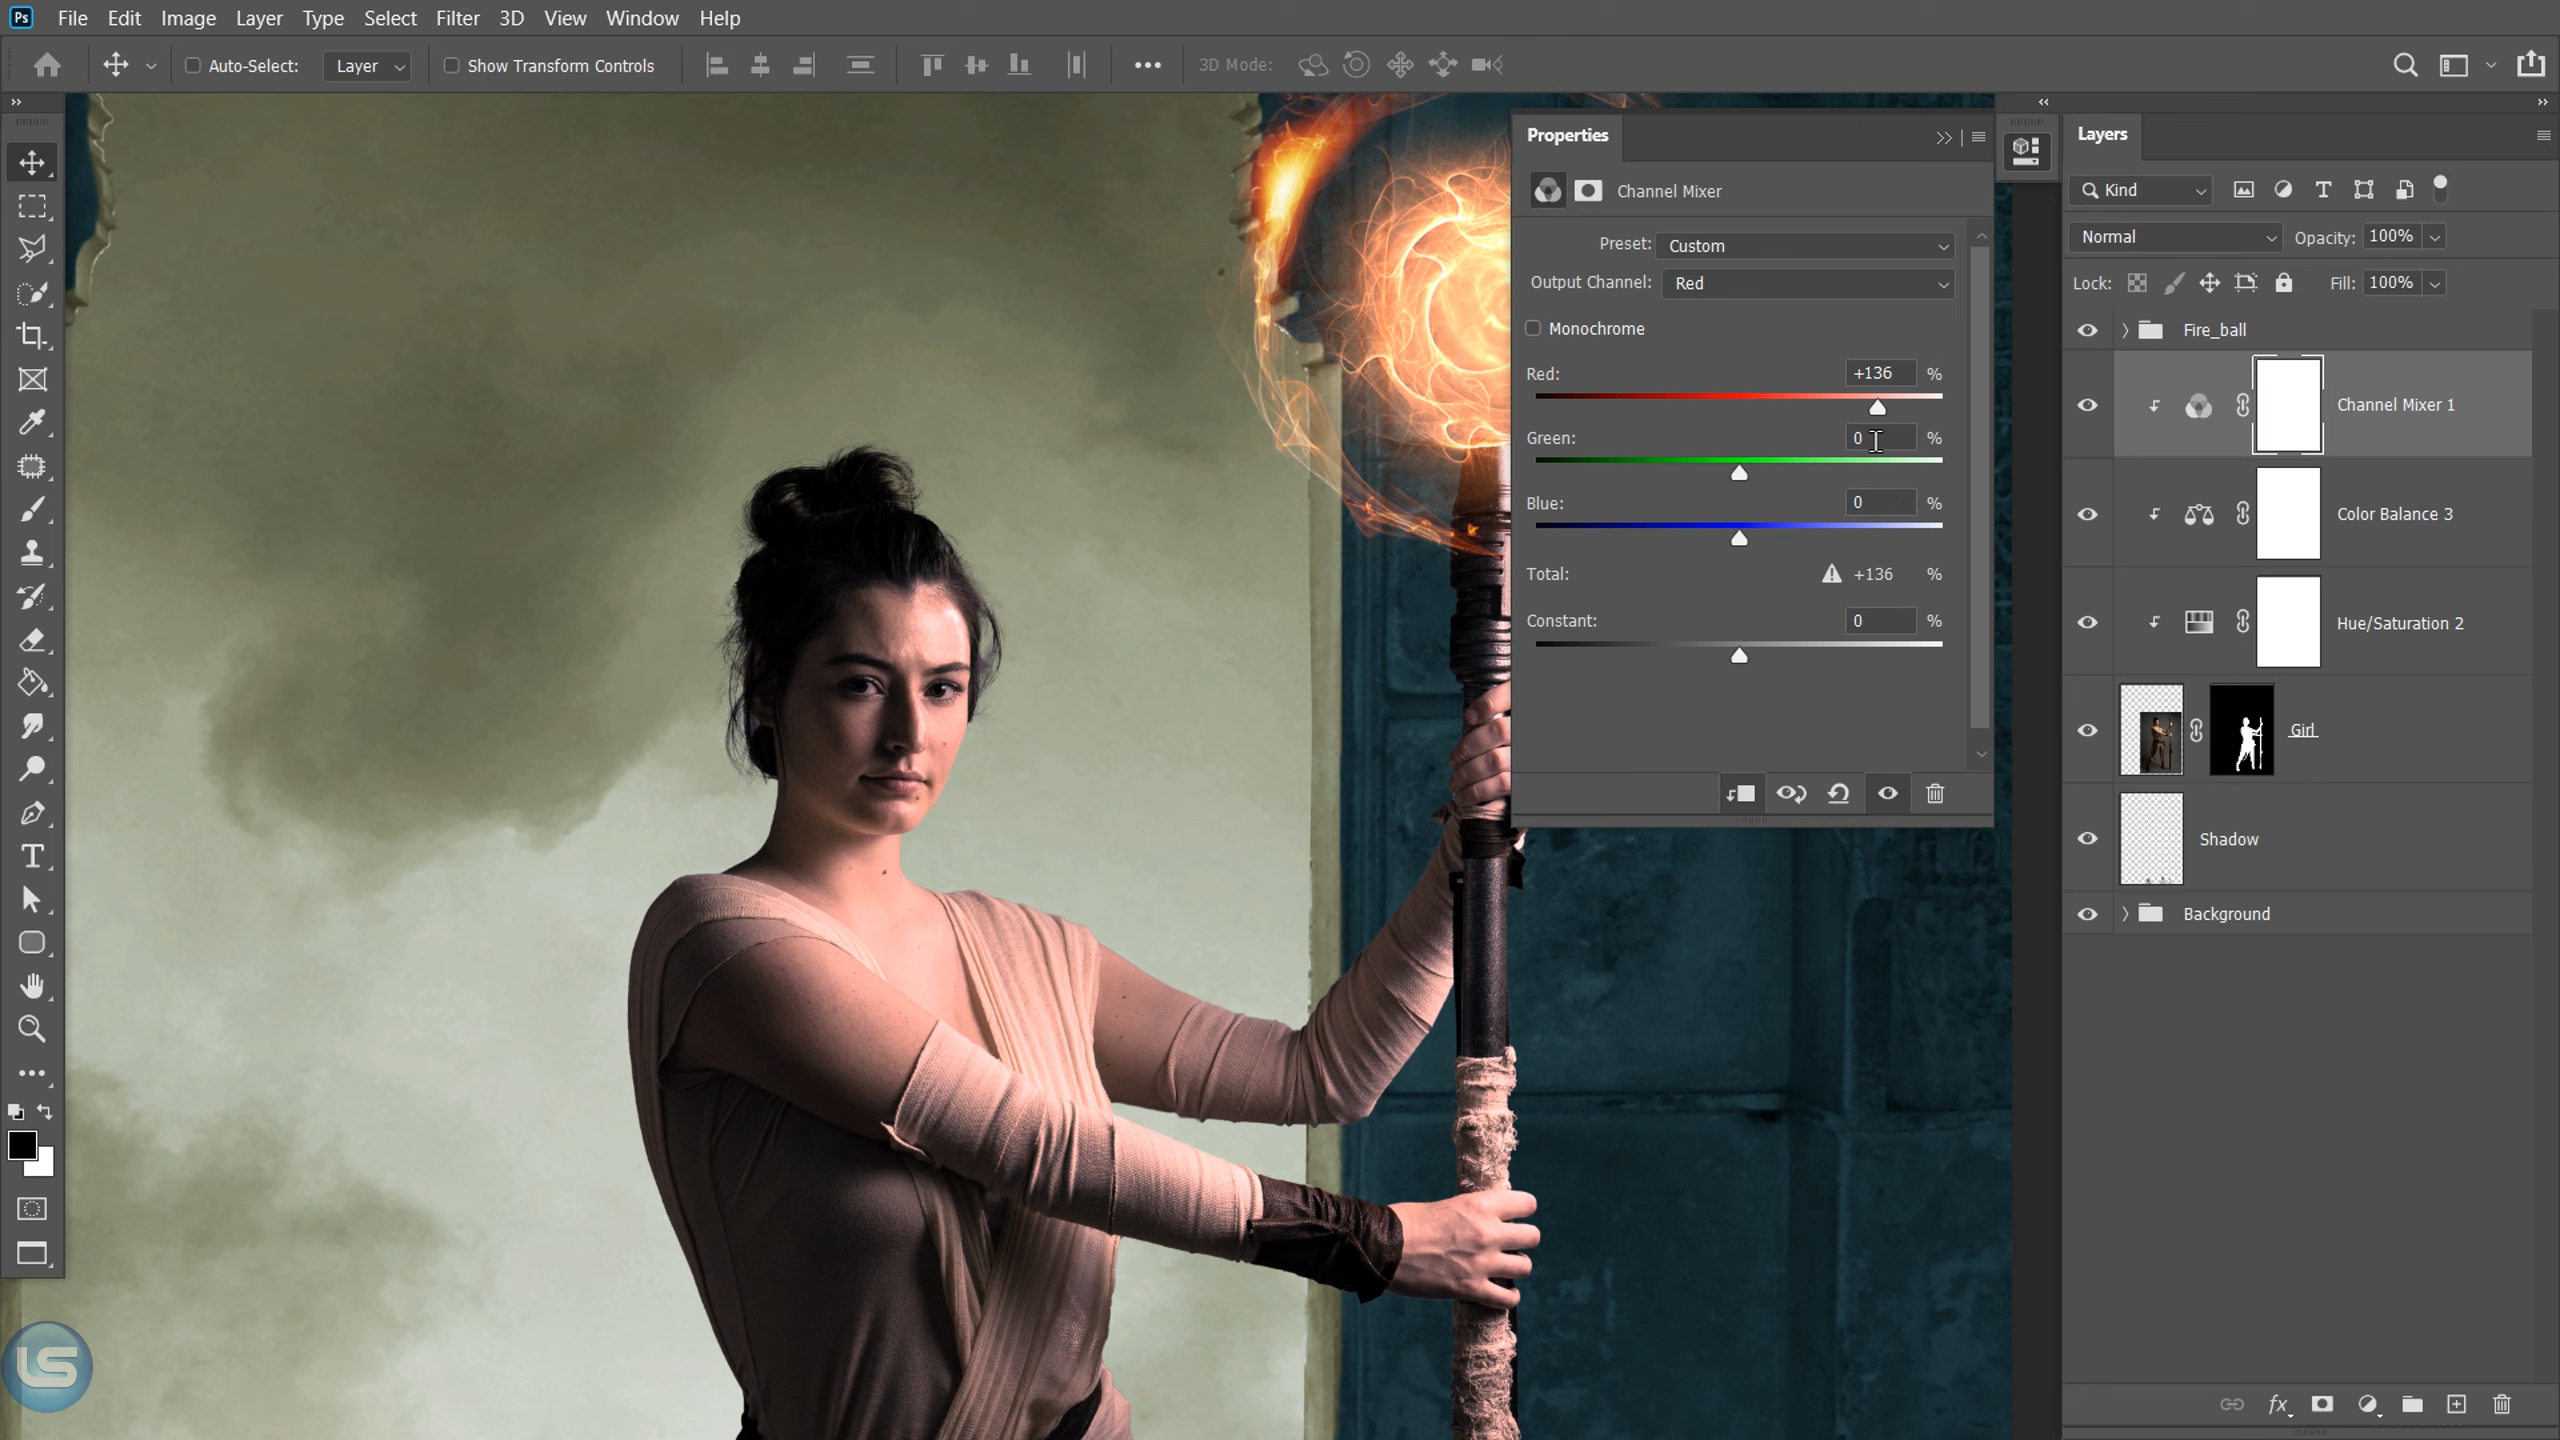 Ps File Edit Image Layer Type Select Filter 3D View Window Help
Auto-Select: Layer Show Transform Controls 3D Mode:
Properties
Channel Mixer
Preset: Custom
Output Channel: Red
Monochrome
Red: +136 %
Green: 0 %
Blue: 0 %
Total: +136 %
Constant: 0 %
Layers
Kind
Normal Opacity: 100%
Lock: Fill: 100%
Fire_ball
Channel Mixer 1
Color Balance 3
Hue/Saturation 2
Girl
Shadow
Background
fx
LS